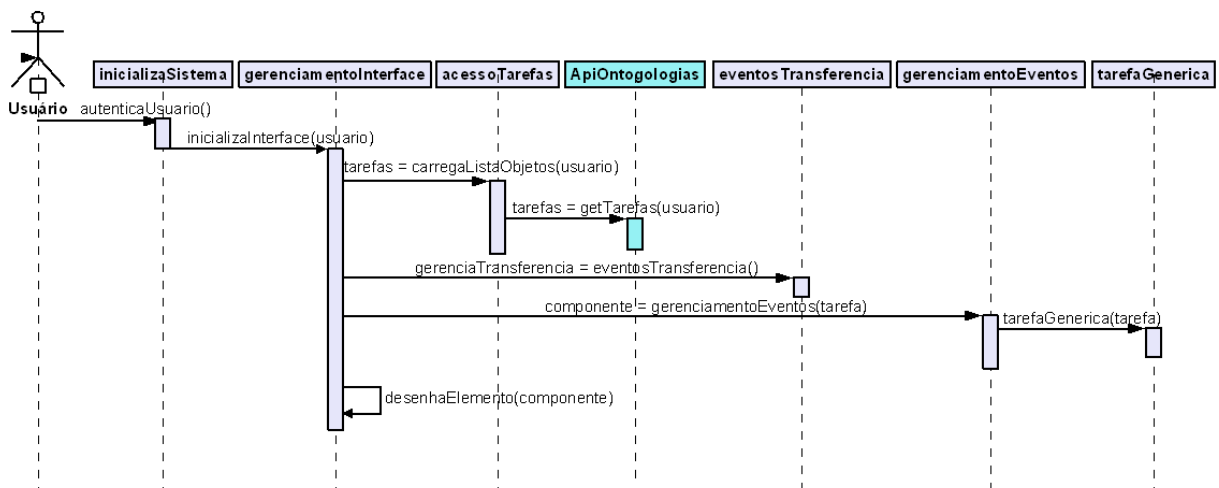 inicializaSistema
gerenciamentoInterface
acessoTarefas
ApiOntogologias
eventosTransferencia
gerenciamentoEventos
tarefaGenerica
Usuário
autenticaUsuario()
inicializaInterface(usuario)
tarefas = carregaListaObjetos(usuario)
tarefas = getTarefas(usuario)
gerenciaTransferencia = eventosTransferencia()
componente = gerenciamentoEventos(tarefa)
tarefaGenerica(tarefa)
desenhaElemento(componente)